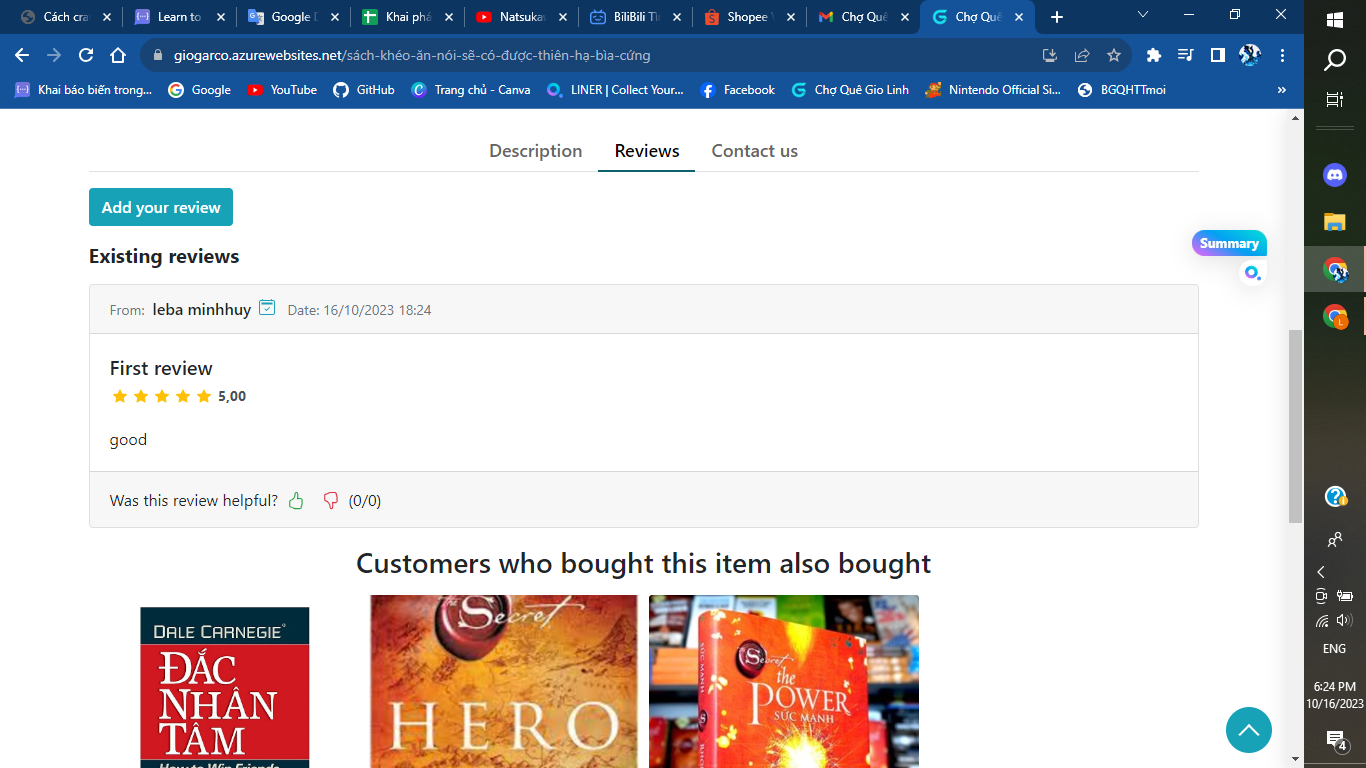 Cách cra
Learn to
Google D
Khai phá
Natsuka
BiliBili Ti
Shopee V
Chợ Quê
Chợ Quê
giogarco.azurewebsites.net/sách-khéo-ăn-nói-sẽ-có-được-thiên-hạ-bìa-cứng
Khai báo biến trong...
Google
YouTube
GitHub
Trang chủ - Canva
LINER | Collect Your...
Facebook
Chợ Quê Gio Linh
Nintendo Official Si...
BGQHTTmoi
»
Description
Reviews
Contact us
Add your review
Existing reviews
Summary
From: leba minhhuy Date: 16/10/2023 18:24
First review
5,00
good
Was this review helpful? (0/0)
Customers who bought this item also bought
DALE CARNEGIE
ĐẮC
NHÂN
TÂM
How to Win Friends
the Secret
HERO
SỨC MẠNH
the Secret
the
POWER
SỨC MẠNH
L
ENG
6:24 PM
10/16/2023
4